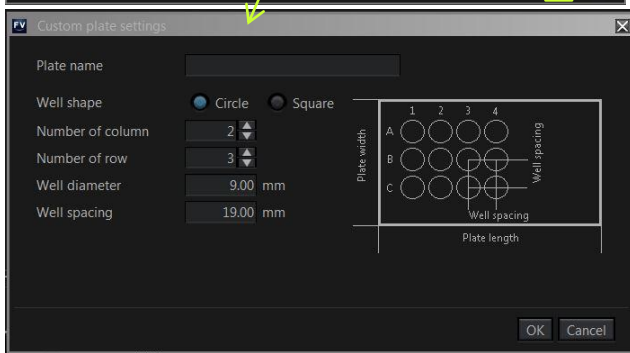 FV Custom plate settings
Plate name
Well shape Circle Square
Number of column 2
Number of row 3
Well diameter 9.00 mm
Well spacing 19.00 mm
1 2 3 4
A
B
C
Plate width
Well spacing
Well spacing
Plate length
OK Cancel